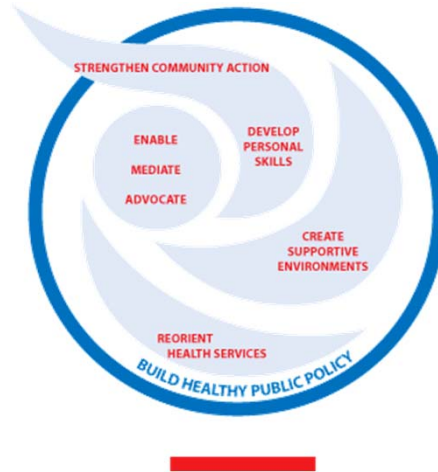 STRENGTHEN COMMUNITY ACTION
ENABLE
MEDIATE
ADVOCATE
DEVELOP
PERSONAL
SKILLS
CREATE
SUPPORTIVE
ENVIRONMENTS
REORIENT
HEALTH SERVICES
BUILD HEALTHY PUBLIC POLICY